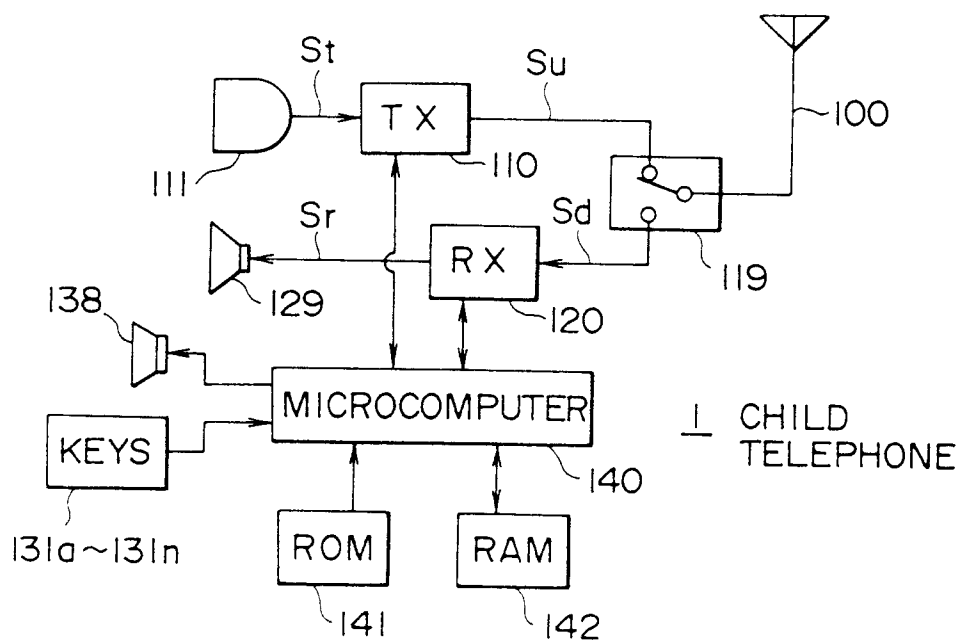 St
Su
TX
100
111
110
Sr
Sd
RX
119
129
120
138
MICROCOMPUTER
1 CHILD
TELEPHONE
KEYS
140
131a~131n
ROM
RAM
141
142